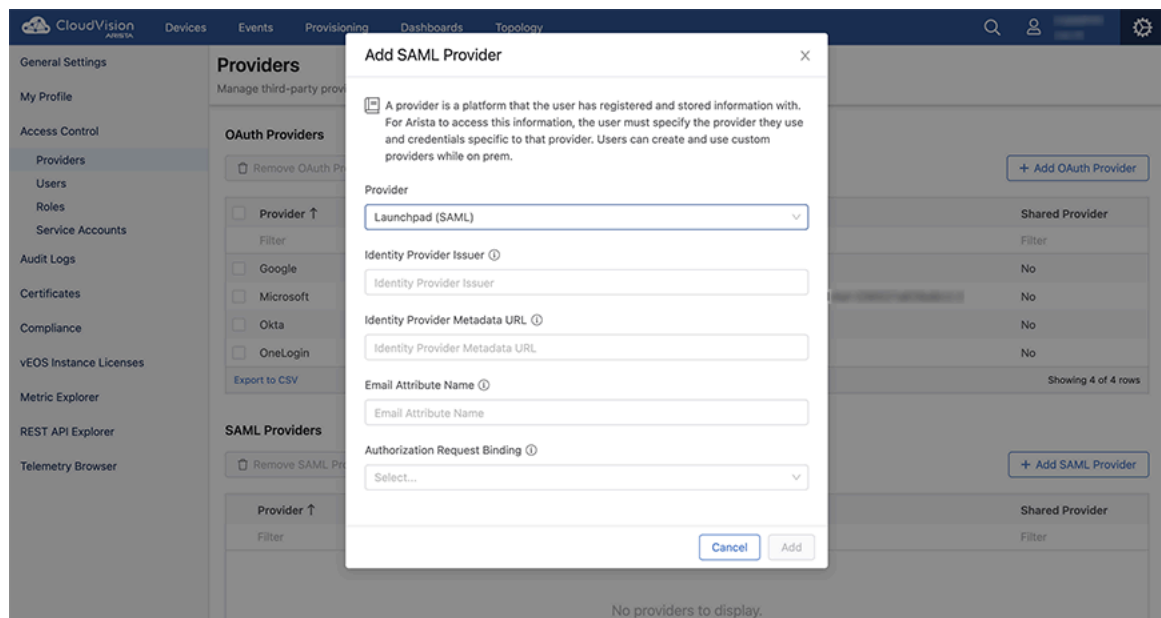 CloudVision
ARISTA
Devices
Events
Provisioning
Dashboards
Topology
General Settings
My Profile
Access Control
Providers
Users
Roles
Service Accounts
Audit Logs
Certificates
Compliance
vEOS Instance Licenses
Metric Explorer
REST API Explorer
Telemetry Browser
Providers
Manage third-party
OAuth Providers
Remove OAuth
+ Add OAuth Provider
Provider ↑
Shared Provider
Filter
Filter
Google
No
Microsoft
No
Okta
No
OneLogin
No
Export to CSV
Showing 4 of 4 rows
SAML Providers
Remove SAML
+ Add SAML Provider
Provider ↑
Shared Provider
Filter
Filter
No providers to display.
Add SAML Provider
A provider is a platform that the user has registered and stored information with.
For Arista to access this information, the user must specify the provider they use
and credentials specific to that provider. Users can create and use custom
providers while on prem.
Provider
Launchpad (SAML)
Identity Provider Issuer
Identity Provider Issuer
Identity Provider Metadata URL
Identity Provider Metadata URL
Email Attribute Name
Email Attribute Name
Authorization Request Binding
Select...
Cancel
Add